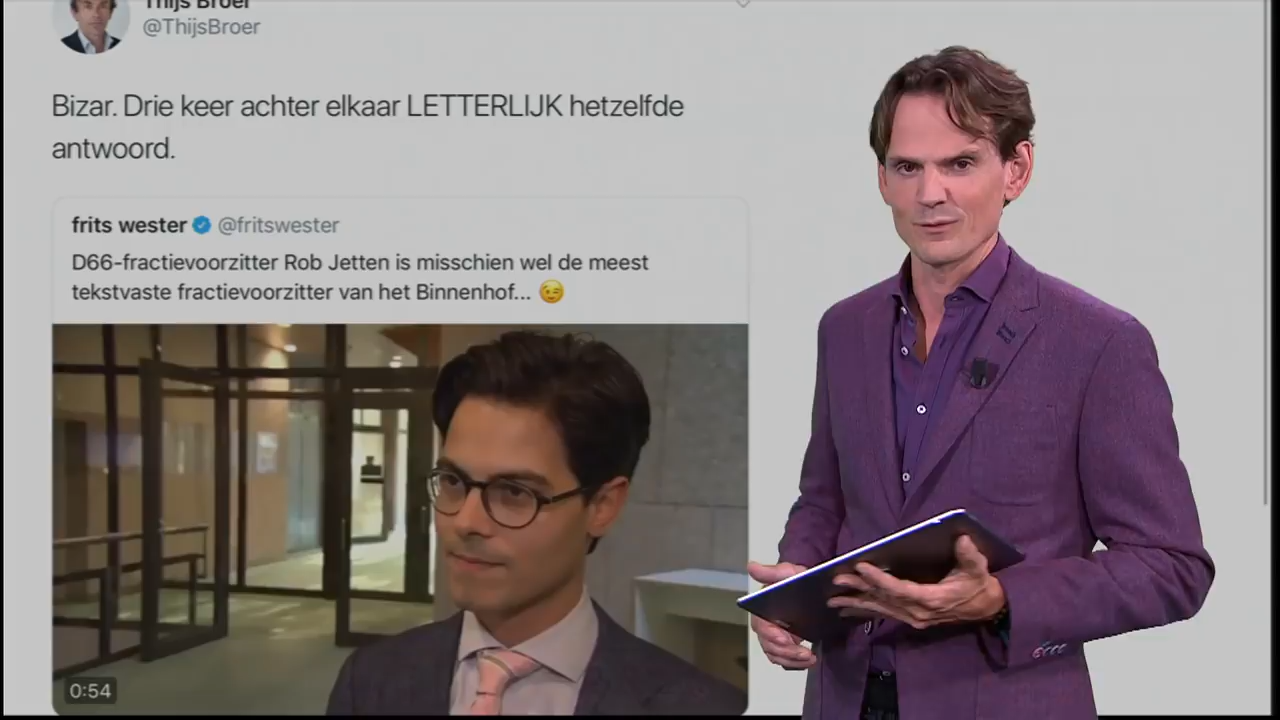 Thijs Broer
@ThijsBroer
Bizar. Drie keer achter elkaar LETTERLIJK hetzelfde
antwoord.
frits wester @fritswester
D66-fractievoorzitter Rob Jetten is misschien wel de meest
tekstvaste fractievoorzitter van het Binnenhof... 😉
0:54